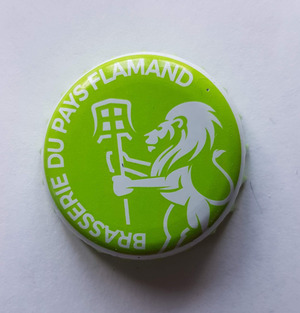 BRASSERIE DU PAYS FLAMAND